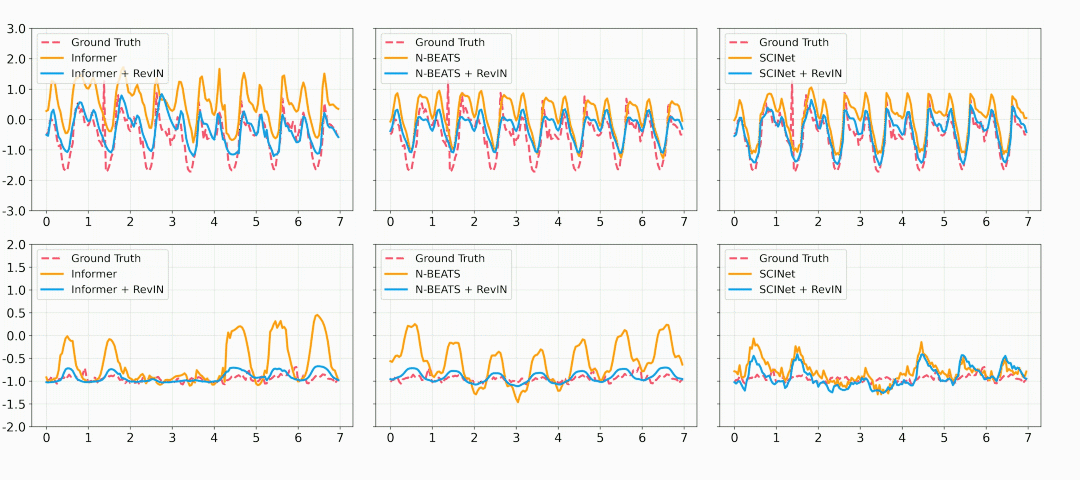 3.0
2.0
1.0
0.0
-1.0
-2.0
-3.0
Ground Truth
Informer
Informer + RevIN
0 1 2 3 4 5 6 7
Ground Truth
N-BEATS
N-BEATS + RevIN
0 1 2 3 4 5 6 7
Ground Truth
SCINet
SCINet + RevIN
0 1 2 3 4 5 6 7
2.0
1.5
1.0
0.5
0.0
-0.5
-1.0
-1.5
-2.0
Ground Truth
Informer
Informer + RevIN
0 1 2 3 4 5 6 7
Ground Truth
N-BEATS
N-BEATS + RevIN
0 1 2 3 4 5 6 7
Ground Truth
SCINet
SCINet + RevIN
0 1 2 3 4 5 6 7